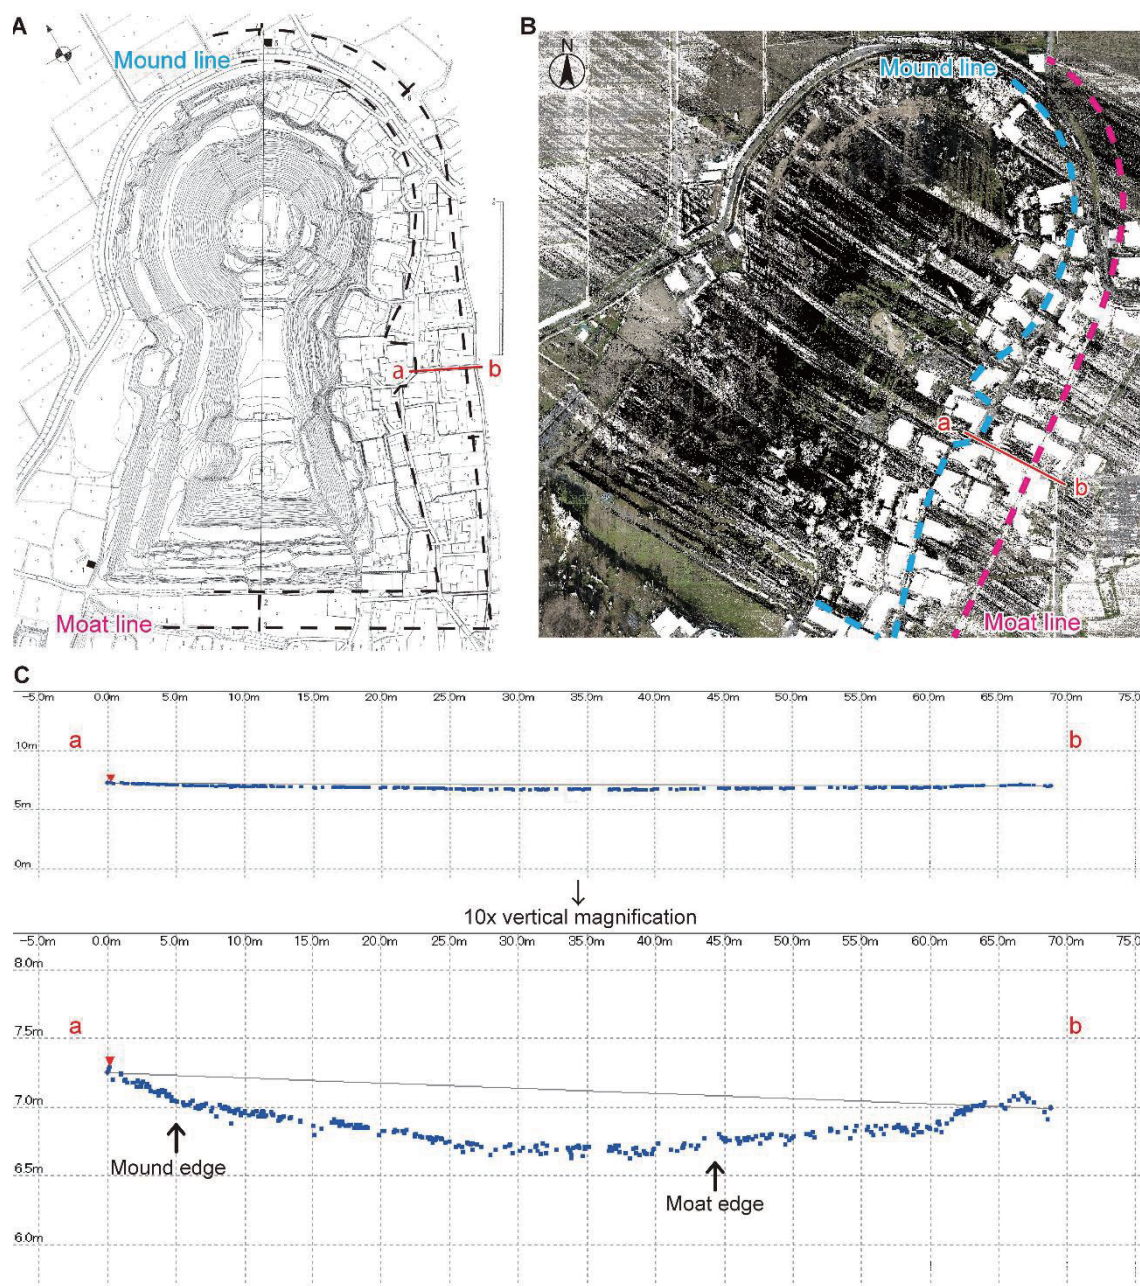 A
Mound line
a
b
Moat line
B
N
Mound line
a
b
Moat line
C
-5.0m 0.0m 5.0m 10.0m 15.0m 20.0m 25.0m 30.0m 35.0m 40.0m 45.0m 50.0m 55.0m 60.0m 65.0m 70.0m 75.0m
a
b
10m
5m
0m
↓
10x vertical magnification
-5.0m 0.0m 5.0m 10.0m 15.0m 20.0m 25.0m 30.0m 35.0m 40.0m 45.0m 50.0m 55.0m 60.0m 65.0m 70.0m 75.0
8.0m
7.5m
a
b
7.0m
Mound edge
6.5m
Moat edge
6.0m